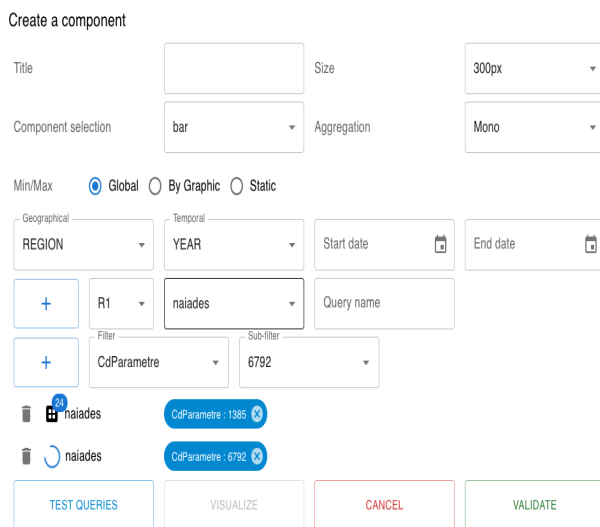 Create a component
Title Size 300px
Component selection bar Aggregation Mono
Min/Max Global By Graphic Static
Geographical Temporal
REGION YEAR Start date End date
+ R1 naiades Query name
Filter Sub-filter
+ CdParametre 6792
24
naiades CdParametre : 1385
naiades CdParametre : 6792
TEST QUERIES VISUALIZE CANCEL VALIDATE